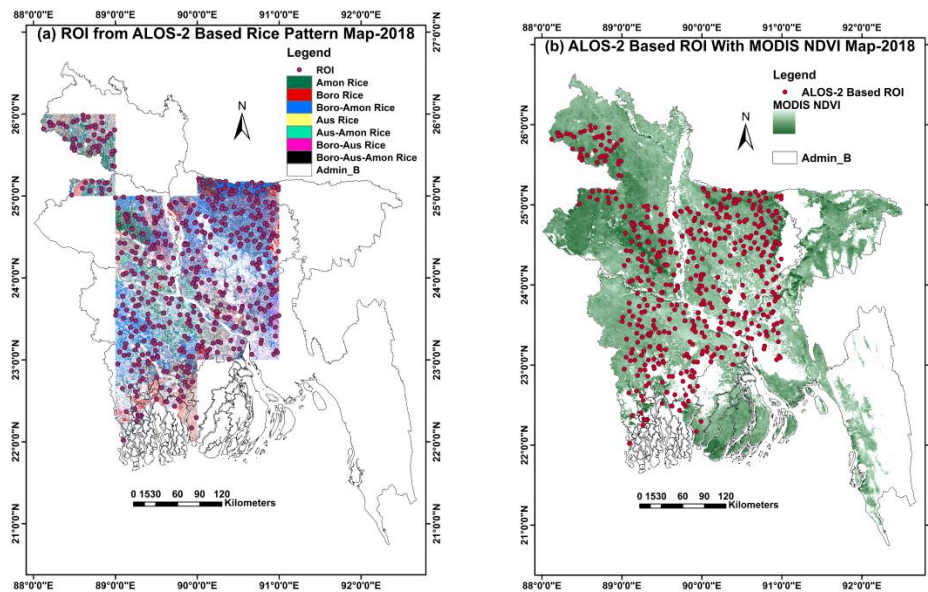 (a) ROI from ALOS-2 Based Rice Pattern Map-2018
Legend
ROI
Amon Rice
Boro Rice
Boro-Amon Rice
Aus Rice
Aus-Amon Rice
Boro-Aus Rice
Boro-Aus-Amon Rice
Admin_B
N
27°0'0"N
26°0'0"N
25°0'0"N
24°0'0"N
23°0'0"N
22°0'0"N
21°0'0"N
0 1530 60 90 120
Kilometers
88°0'0"E 89°0'0"E 90°0'0"E 91°0'0"E 92°0'0"E
(b) ALOS-2 Based ROI With MODIS NDVI Map-2018
Legend
ALOS-2 Based ROI
MODIS NDVI
Admin_B
N
27°0'0"N
26°0'0"N
25°0'0"N
24°0'0"N
23°0'0"N
22°0'0"N
21°0'0"N
0 1530 60 90 120
Kilometers
88°0'0"E 89°0'0"E 90°0'0"E 91°0'0"E 92°0'0"E